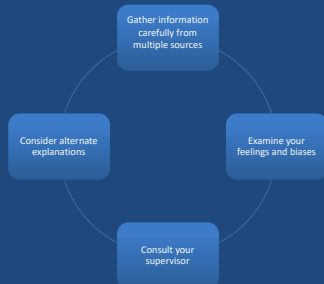 Gather information
carefully from
multiple sources
Examine your
feelings and biases
Consult your
supervisor
Consider alternate
explanations